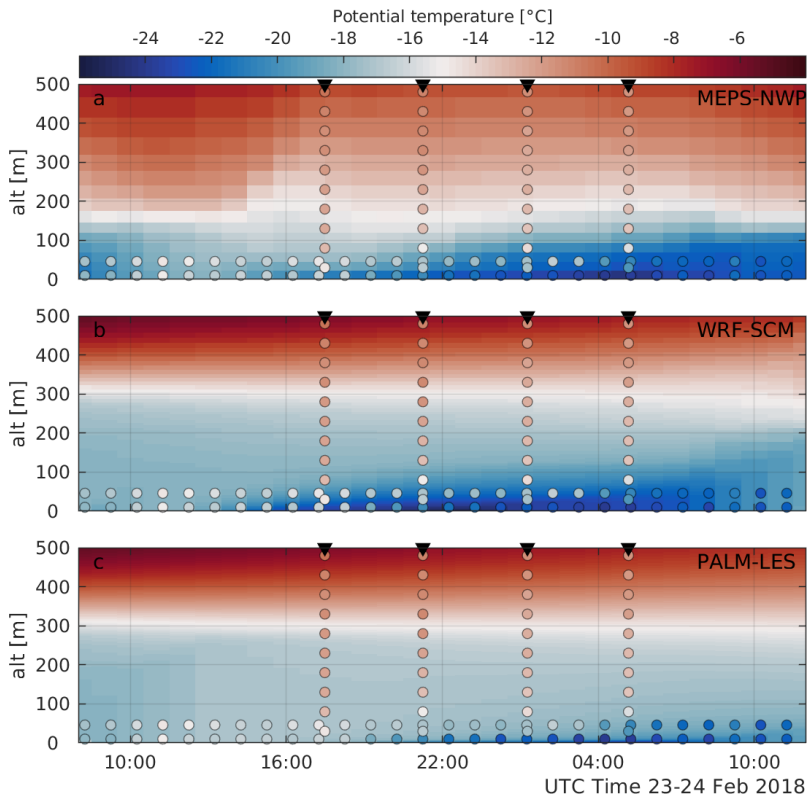 Potential temperature [°C]
-24 -22 -20 -18 -16 -14 -12 -10 -8 -6
500 a MEPS-NWP
400
300
200
100
0
alt [m]
500 b WRF-SCM
400
300
200
100
0
alt [m]
500 c PALM-LES
400
300
200
100
0
alt [m]
10:00 16:00 22:00 04:00 10:00
UTC Time 23-24 Feb 2018